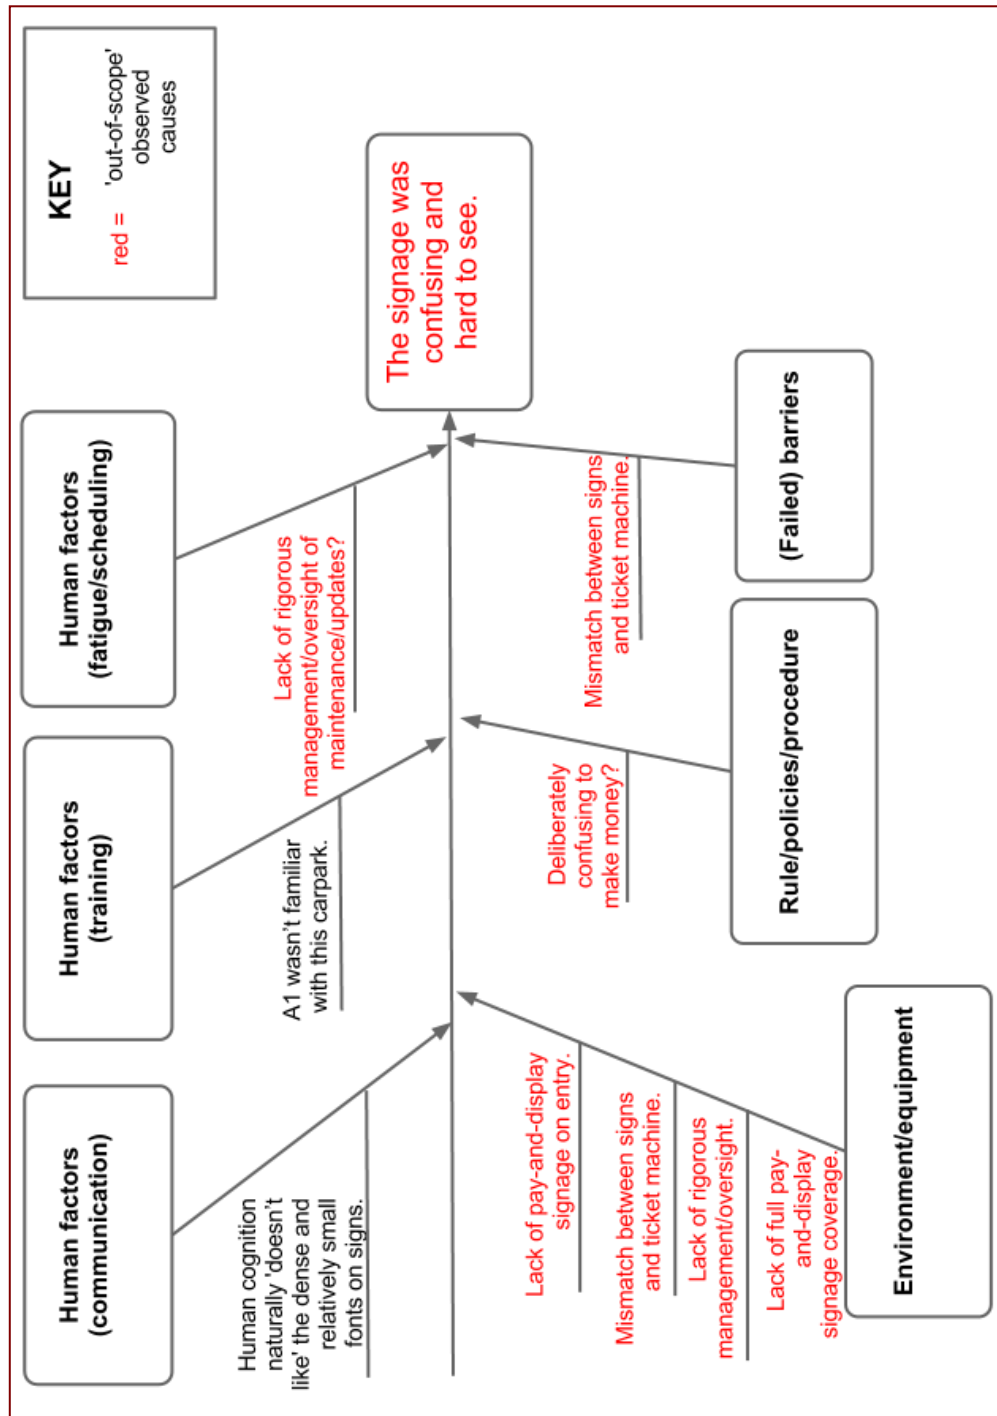 KEY
red = 'out-of-scope'
observed
causes
Human factors
(communication)
Human factors
(training)
Human factors
(fatigue/scheduling)
Human cognition
naturally 'doesn't
like' the dense and
relatively small
fonts on signs.
A1 wasn't familiar
with this carpark.
Lack of rigorous
management/oversight of
maintenance/updates?
The signage was
confusing and
hard to see.
Lack of pay-and-display
signage on entry.
Mismatch between signs
and ticket machine.
Lack of rigorous
management/oversight.
Lack of full pay-
and-display
signage coverage.
Deliberately
confusing to
make money?
Mismatch between signs
and ticket machine.
Environment/equipment
Rule/policies/procedure
(Failed) barriers